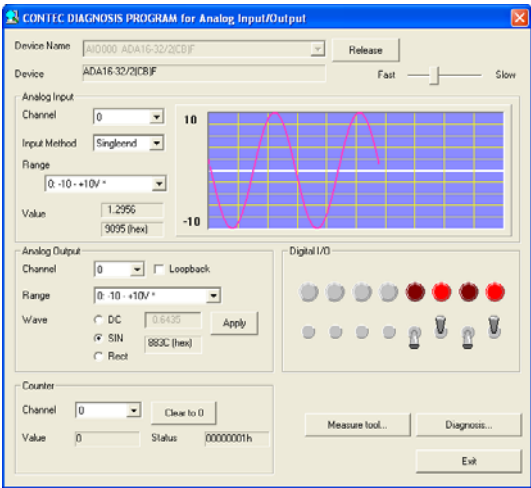 CONTEC DIAGNOSIS PROGRAM for Analog Input/Output
Device Name AIO000 ADA16-32/2(CB)F Release
Device ADA16-32/2(CB)F Fast Slow
Analog Input
Channel 0
Input Method Singleend
Range
0: -10 - +10V *
Value 1.2956
9095 (hex)
10
-10
Analog Output
Channel 0 Loopback
Range 0: -10 - +10V *
Wave DC 0.6435 Apply
SIN 883C (hex)
Rect
Digital I/O
Counter
Channel 0 Clear to 0
Value 0 Status 00000001h
Measure tool... Diagnosis...
Exit